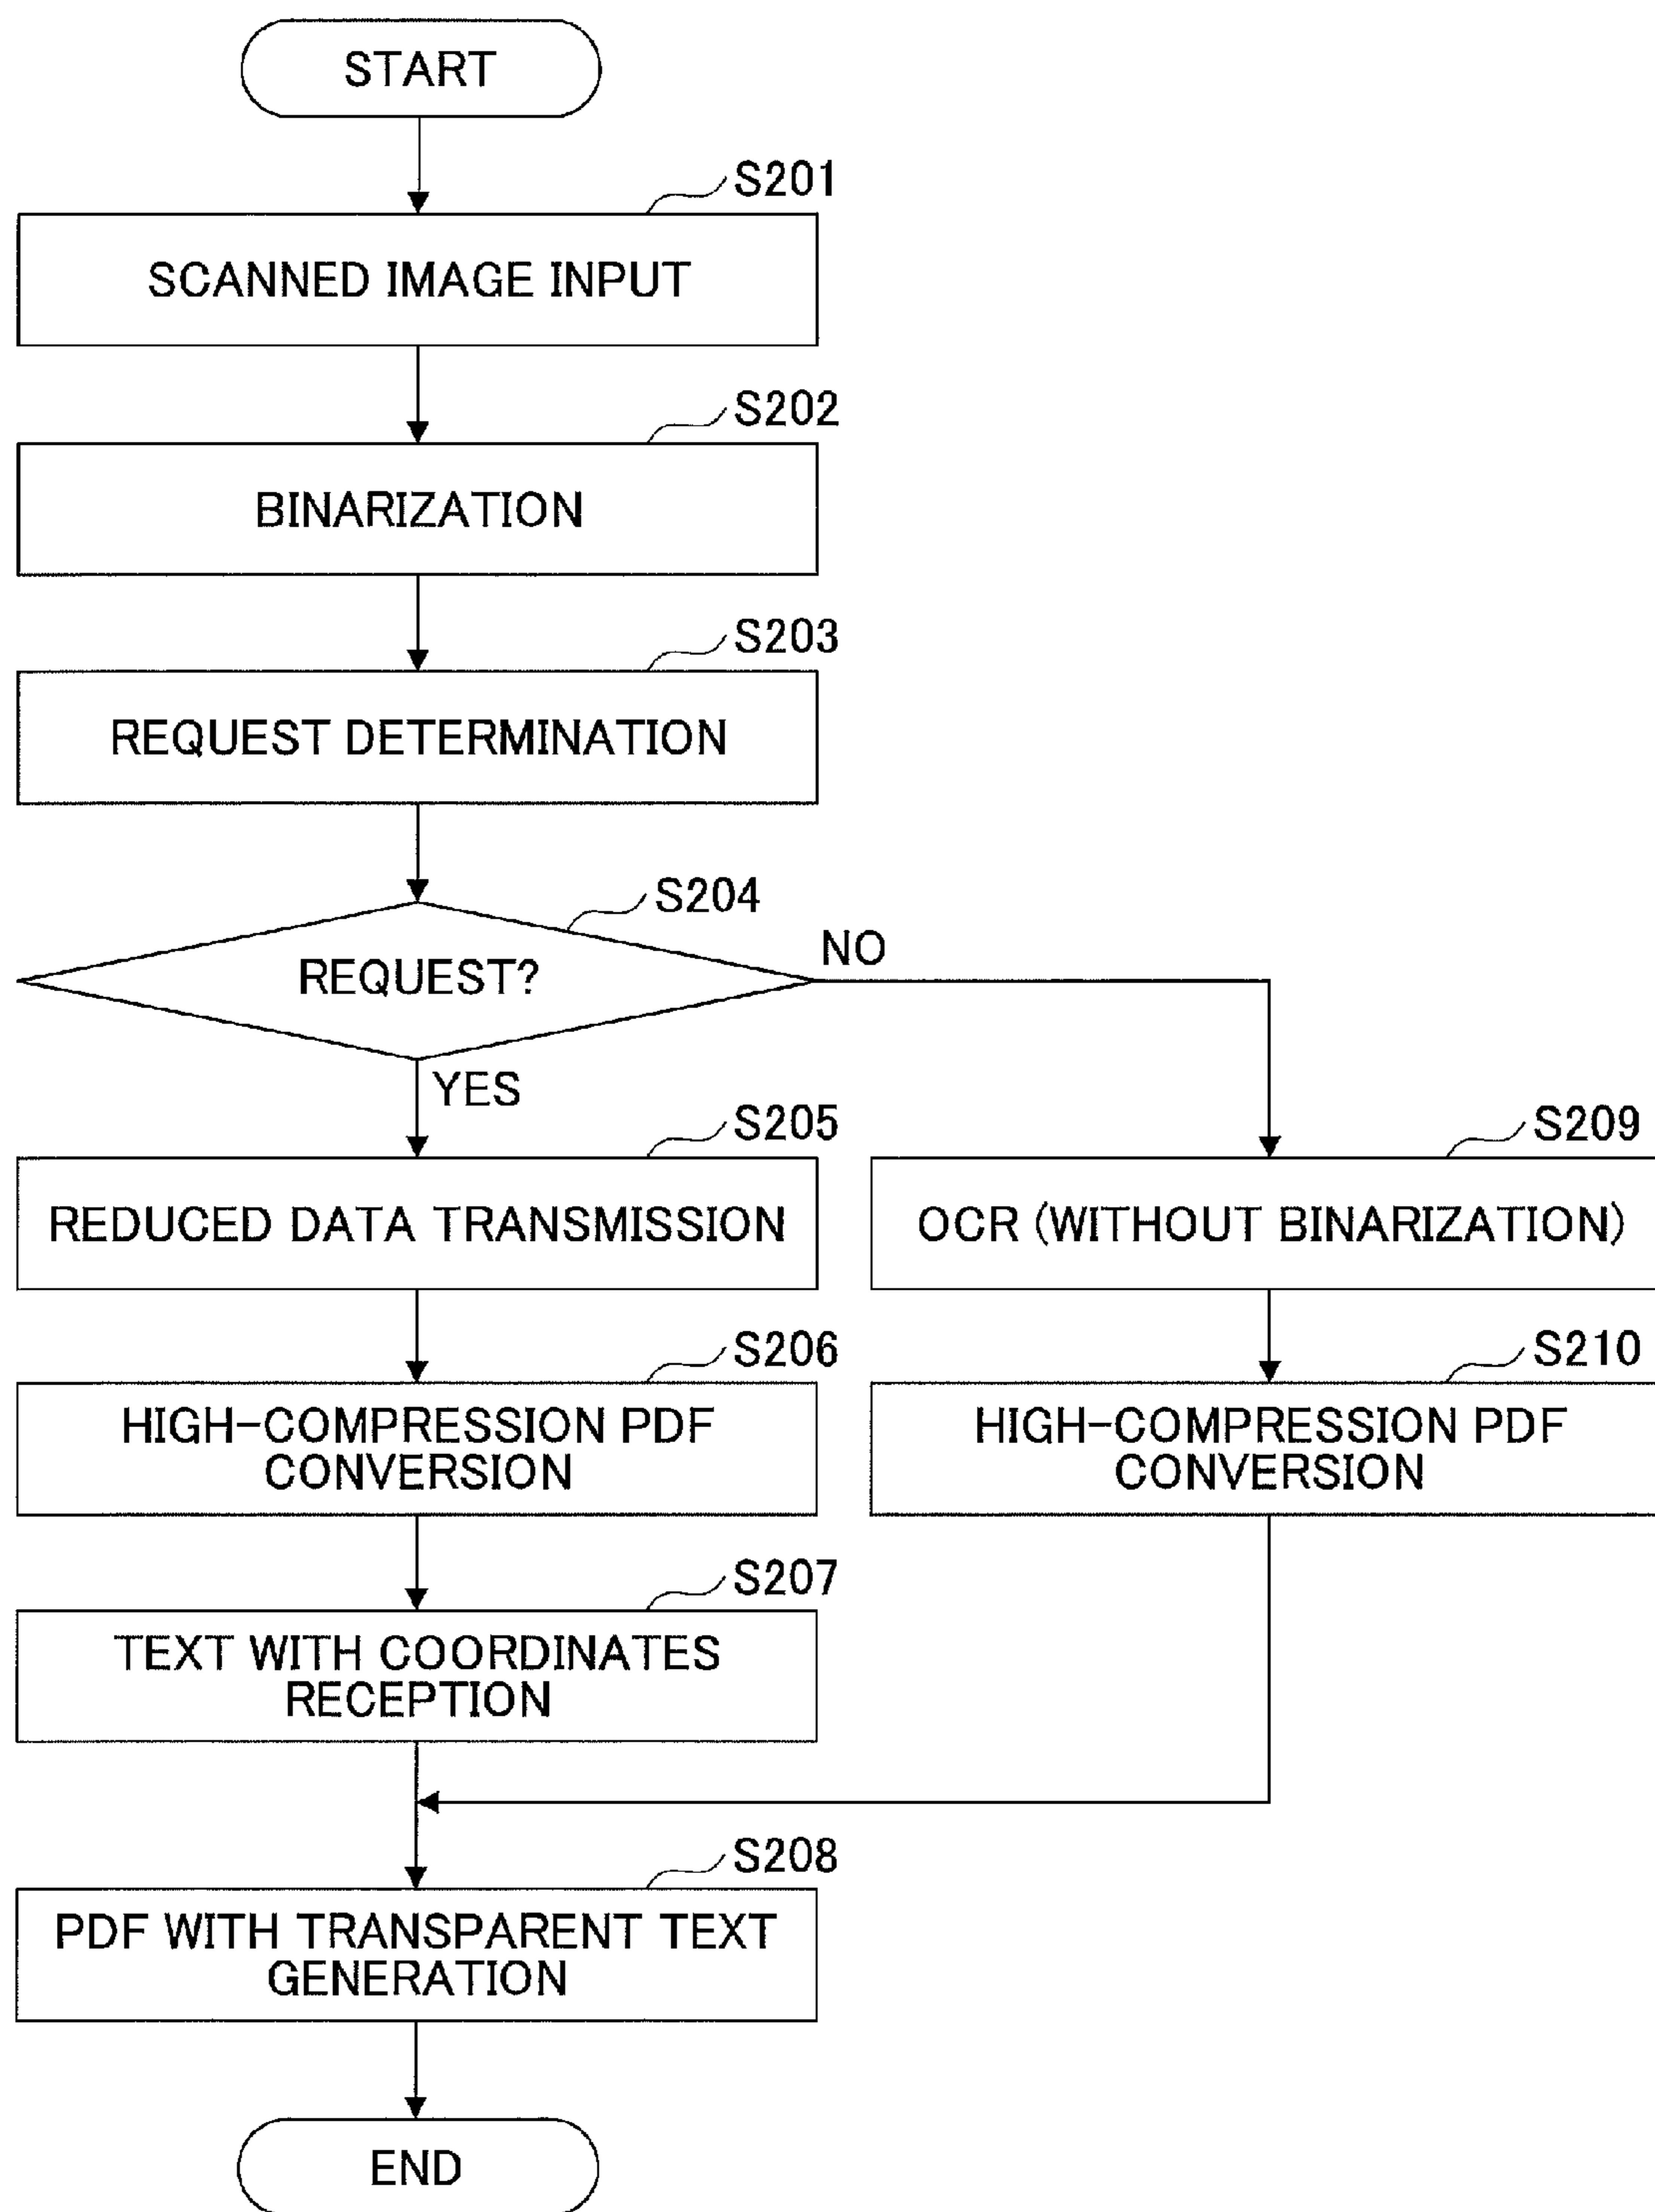 START
S201
SCANNED IMAGE INPUT
S202
BINARIZATION
S203
REQUEST DETERMINATION
S204
REQUEST?
NO
YES
S205
REDUCED DATA TRANSMISSION
S209
OCR (WITHOUT BINARIZATION)
S206
HIGH-COMPRESSION PDF
CONVERSION
S210
HIGH-COMPRESSION PDF
CONVERSION
S207
TEXT WITH COORDINATES
RECEPTION
S208
PDF WITH TRANSPARENT TEXT
GENERATION
END